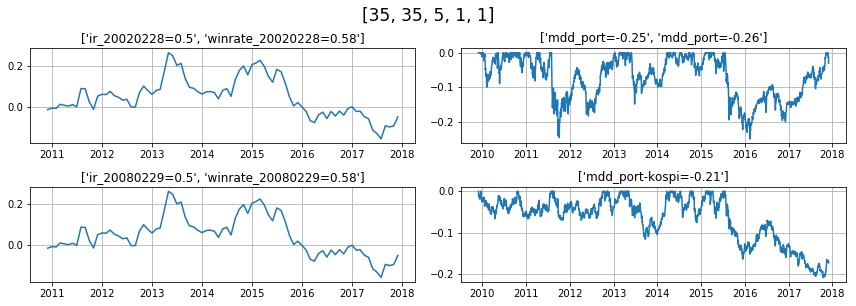 [35, 35, 5, 1, 1]
['ir_20020228=0.5', 'winrate_20020228=0.58']
0.2
0.0
2011 2012 2013 2014 2015 2016 2017 2018
['mdd_port=-0.25', 'mdd_port=-0.26']
0.0
−0.1
−0.2
2010 2011 2012 2013 2014 2015 2016 2017 2018
['ir_20080229=0.5', 'winrate_20080229=0.58']
0.2
0.0
2011 2012 2013 2014 2015 2016 2017 2018
['mdd_port-kospi=-0.21']
0.0
−0.1
−0.2
2010 2011 2012 2013 2014 2015 2016 2017 2018